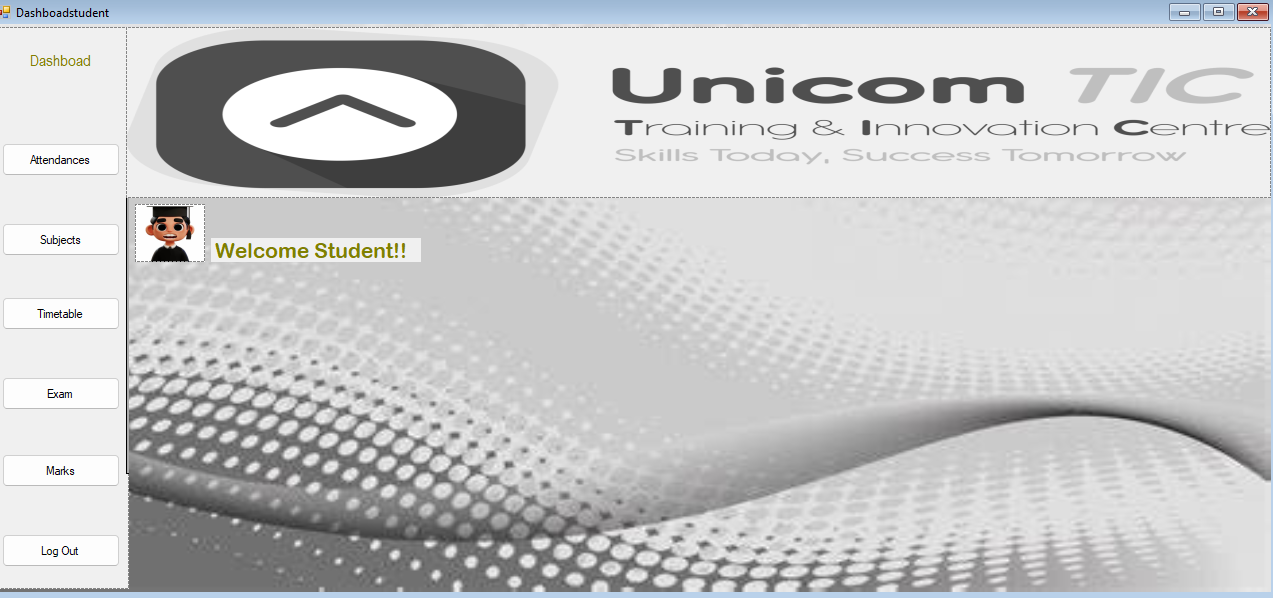 Dashboadstudent
Dashboad
Unicom TIC
Training & Innovation Centre
Skills Today, Success Tomorrow
Attendances
Welcome Student!!
Subjects
Timetable
Exam
Marks
Log Out